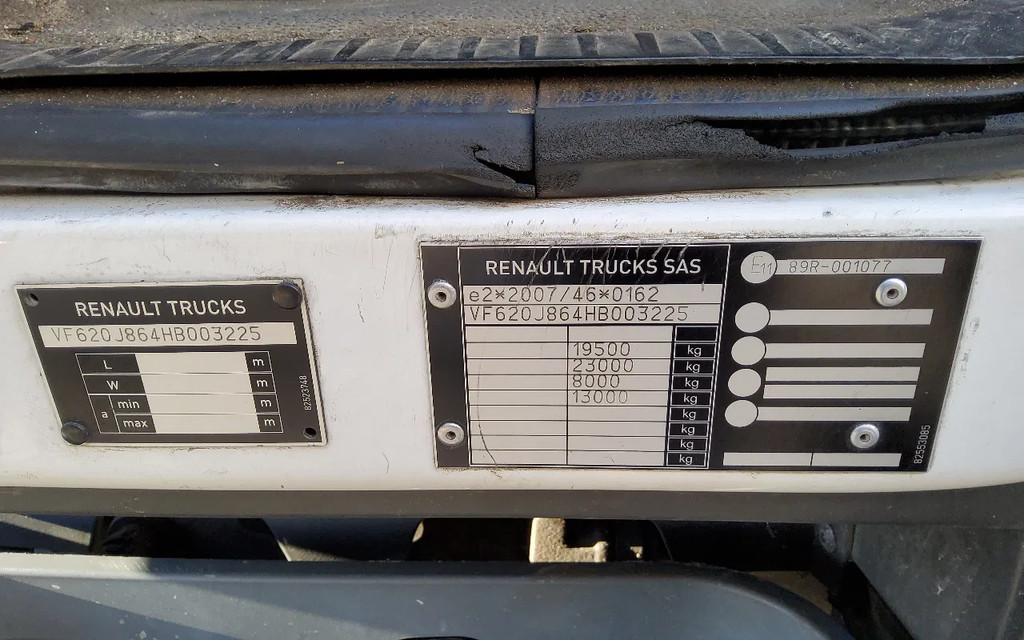 RENAULT TRUCKS
VF620J864HB003225
L m
W m
a min m
max m
82523748
RENAULT TRUCKS SAS
e2*2007/46*0162
VF620J864HB003225
19500 kg
23000 kg
8000 kg
13000 kg
kg
kg
kg
kg
E11 89R-001077
82553085